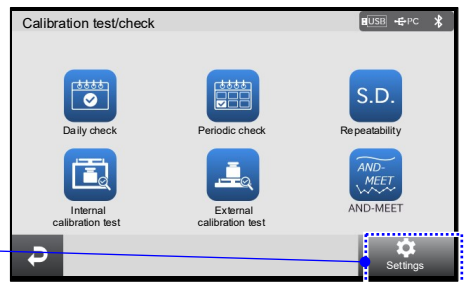 Calibration test/check
USB PC
Daily check
Periodic check
S.D.
Repeatability
Internal
calibration test
External
calibration test
AND-
MEET
AND-MEET
Settings